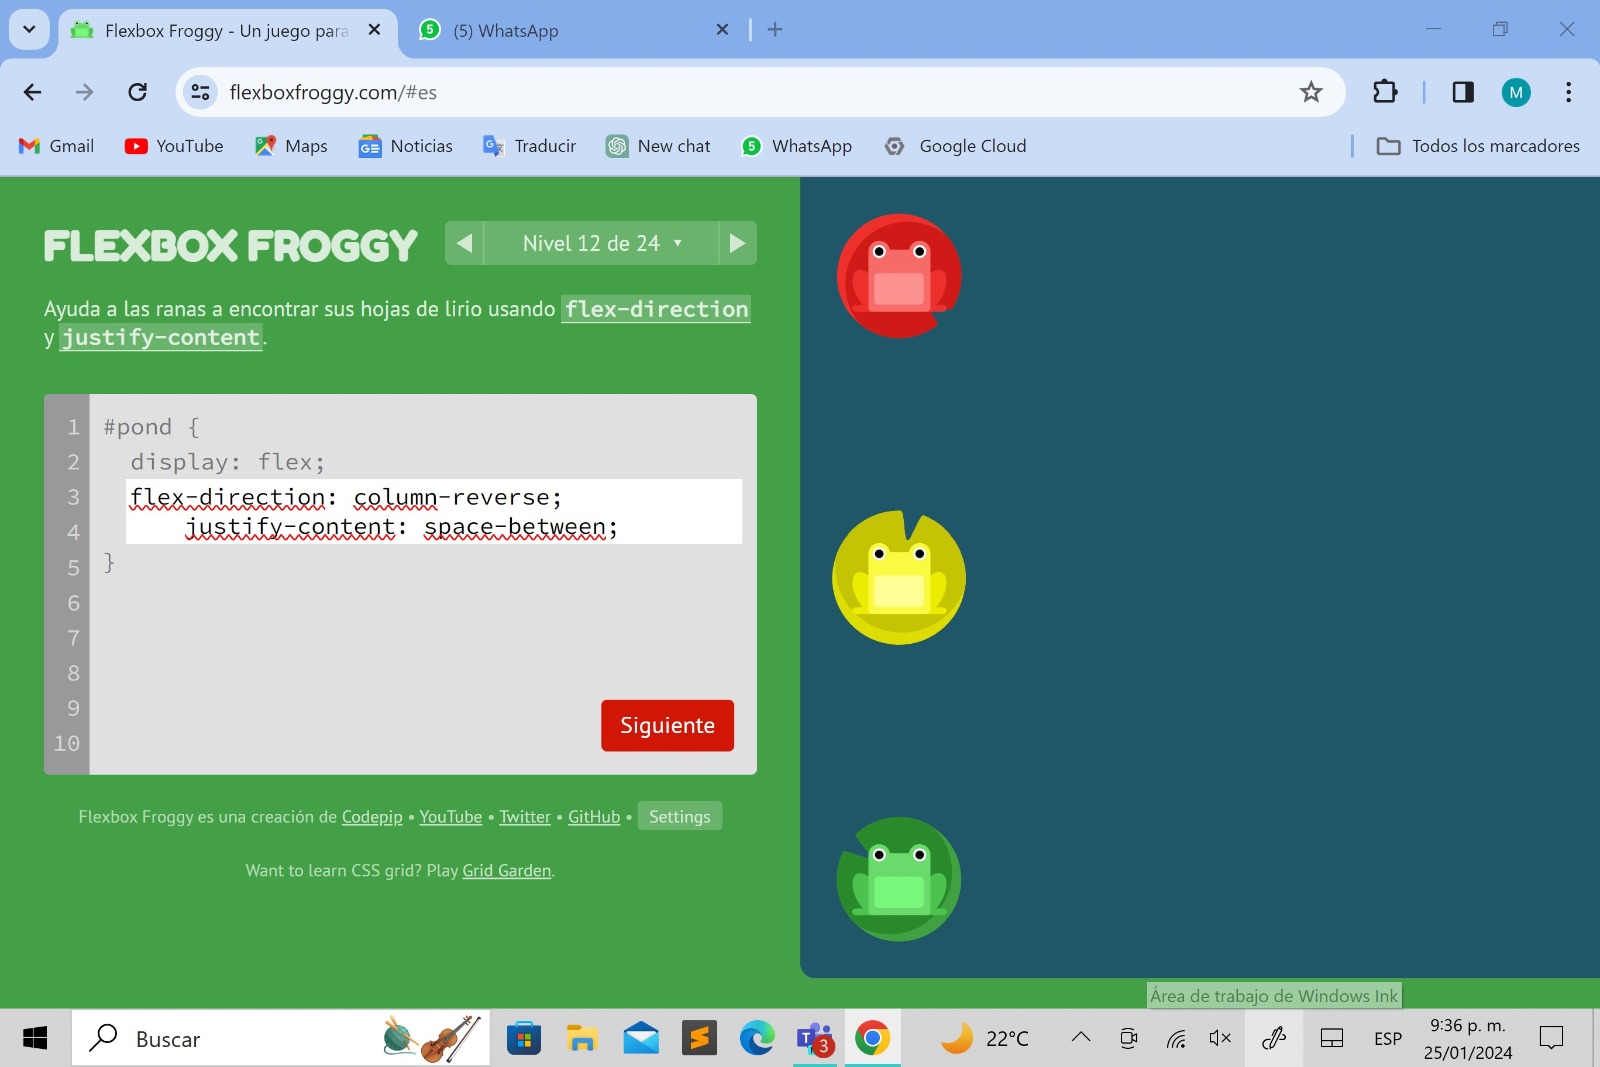 Flexbox Froggy - Un juego para
5 (5) WhatsApp
flexboxfroggy.com/#es
M
Gmail YouTube Maps Noticias Traducir New chat 5 WhatsApp Google Cloud Todos los marcadores
FLEXBOX FROGGY
Nivel 12 de 24 ▼
Ayuda a las ranas a encontrar sus hojas de lirio usando flex-direction
y justify-content.
1 #pond {
2 display: flex;
3 flex-direction: column-reverse;
4 justify-content: space-between;
5 }
6
7
8
9
10
Siguiente
Flexbox Froggy es una creación de Codepip • YouTube • Twitter • GitHub • Settings
Want to learn CSS grid? Play Grid Garden.
Área de trabajo de Windows Ink
Buscar
3
22°C
ESP
9:36 p. m.
25/01/2024